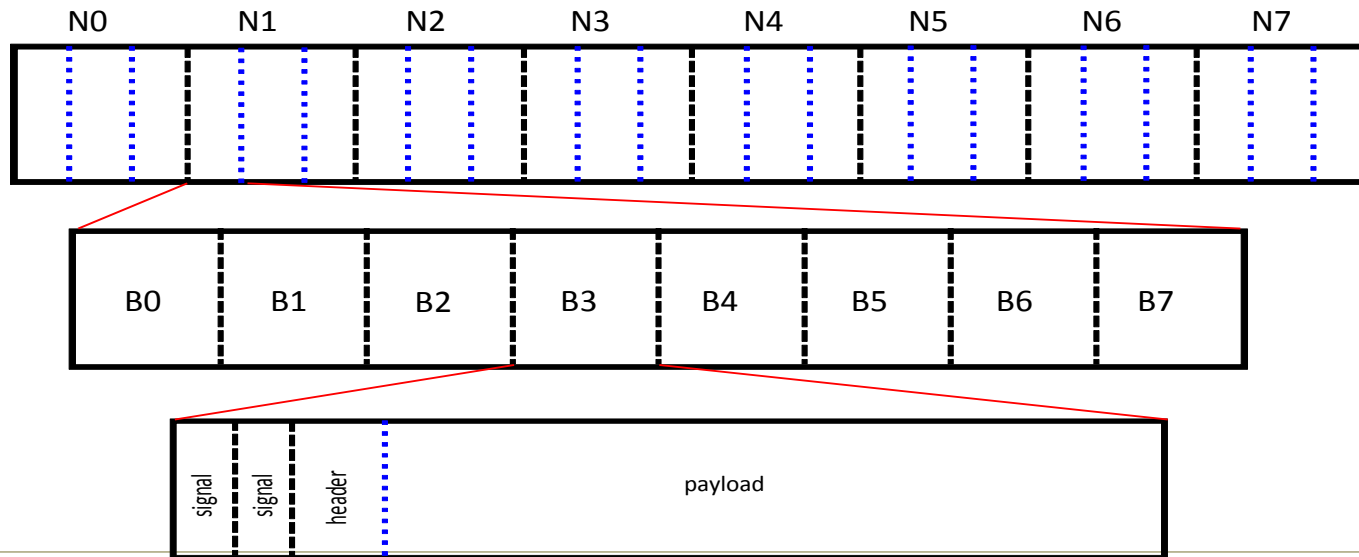 N0 N1 N2 N3 N4 N5 N6 N7
B0 B1 B2 B3 B4 B5 B6 B7
signal signal header payload